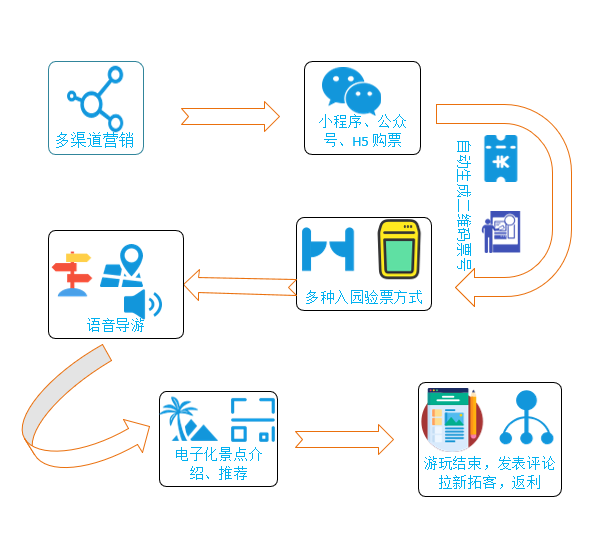 多渠道营销
小程序、公众
号、H5 购票
自动生成二维码票号
多种入园验票方式
语音导游
电子化景点介
绍、推荐
游玩结束，发表评论
拉新拓客，返利